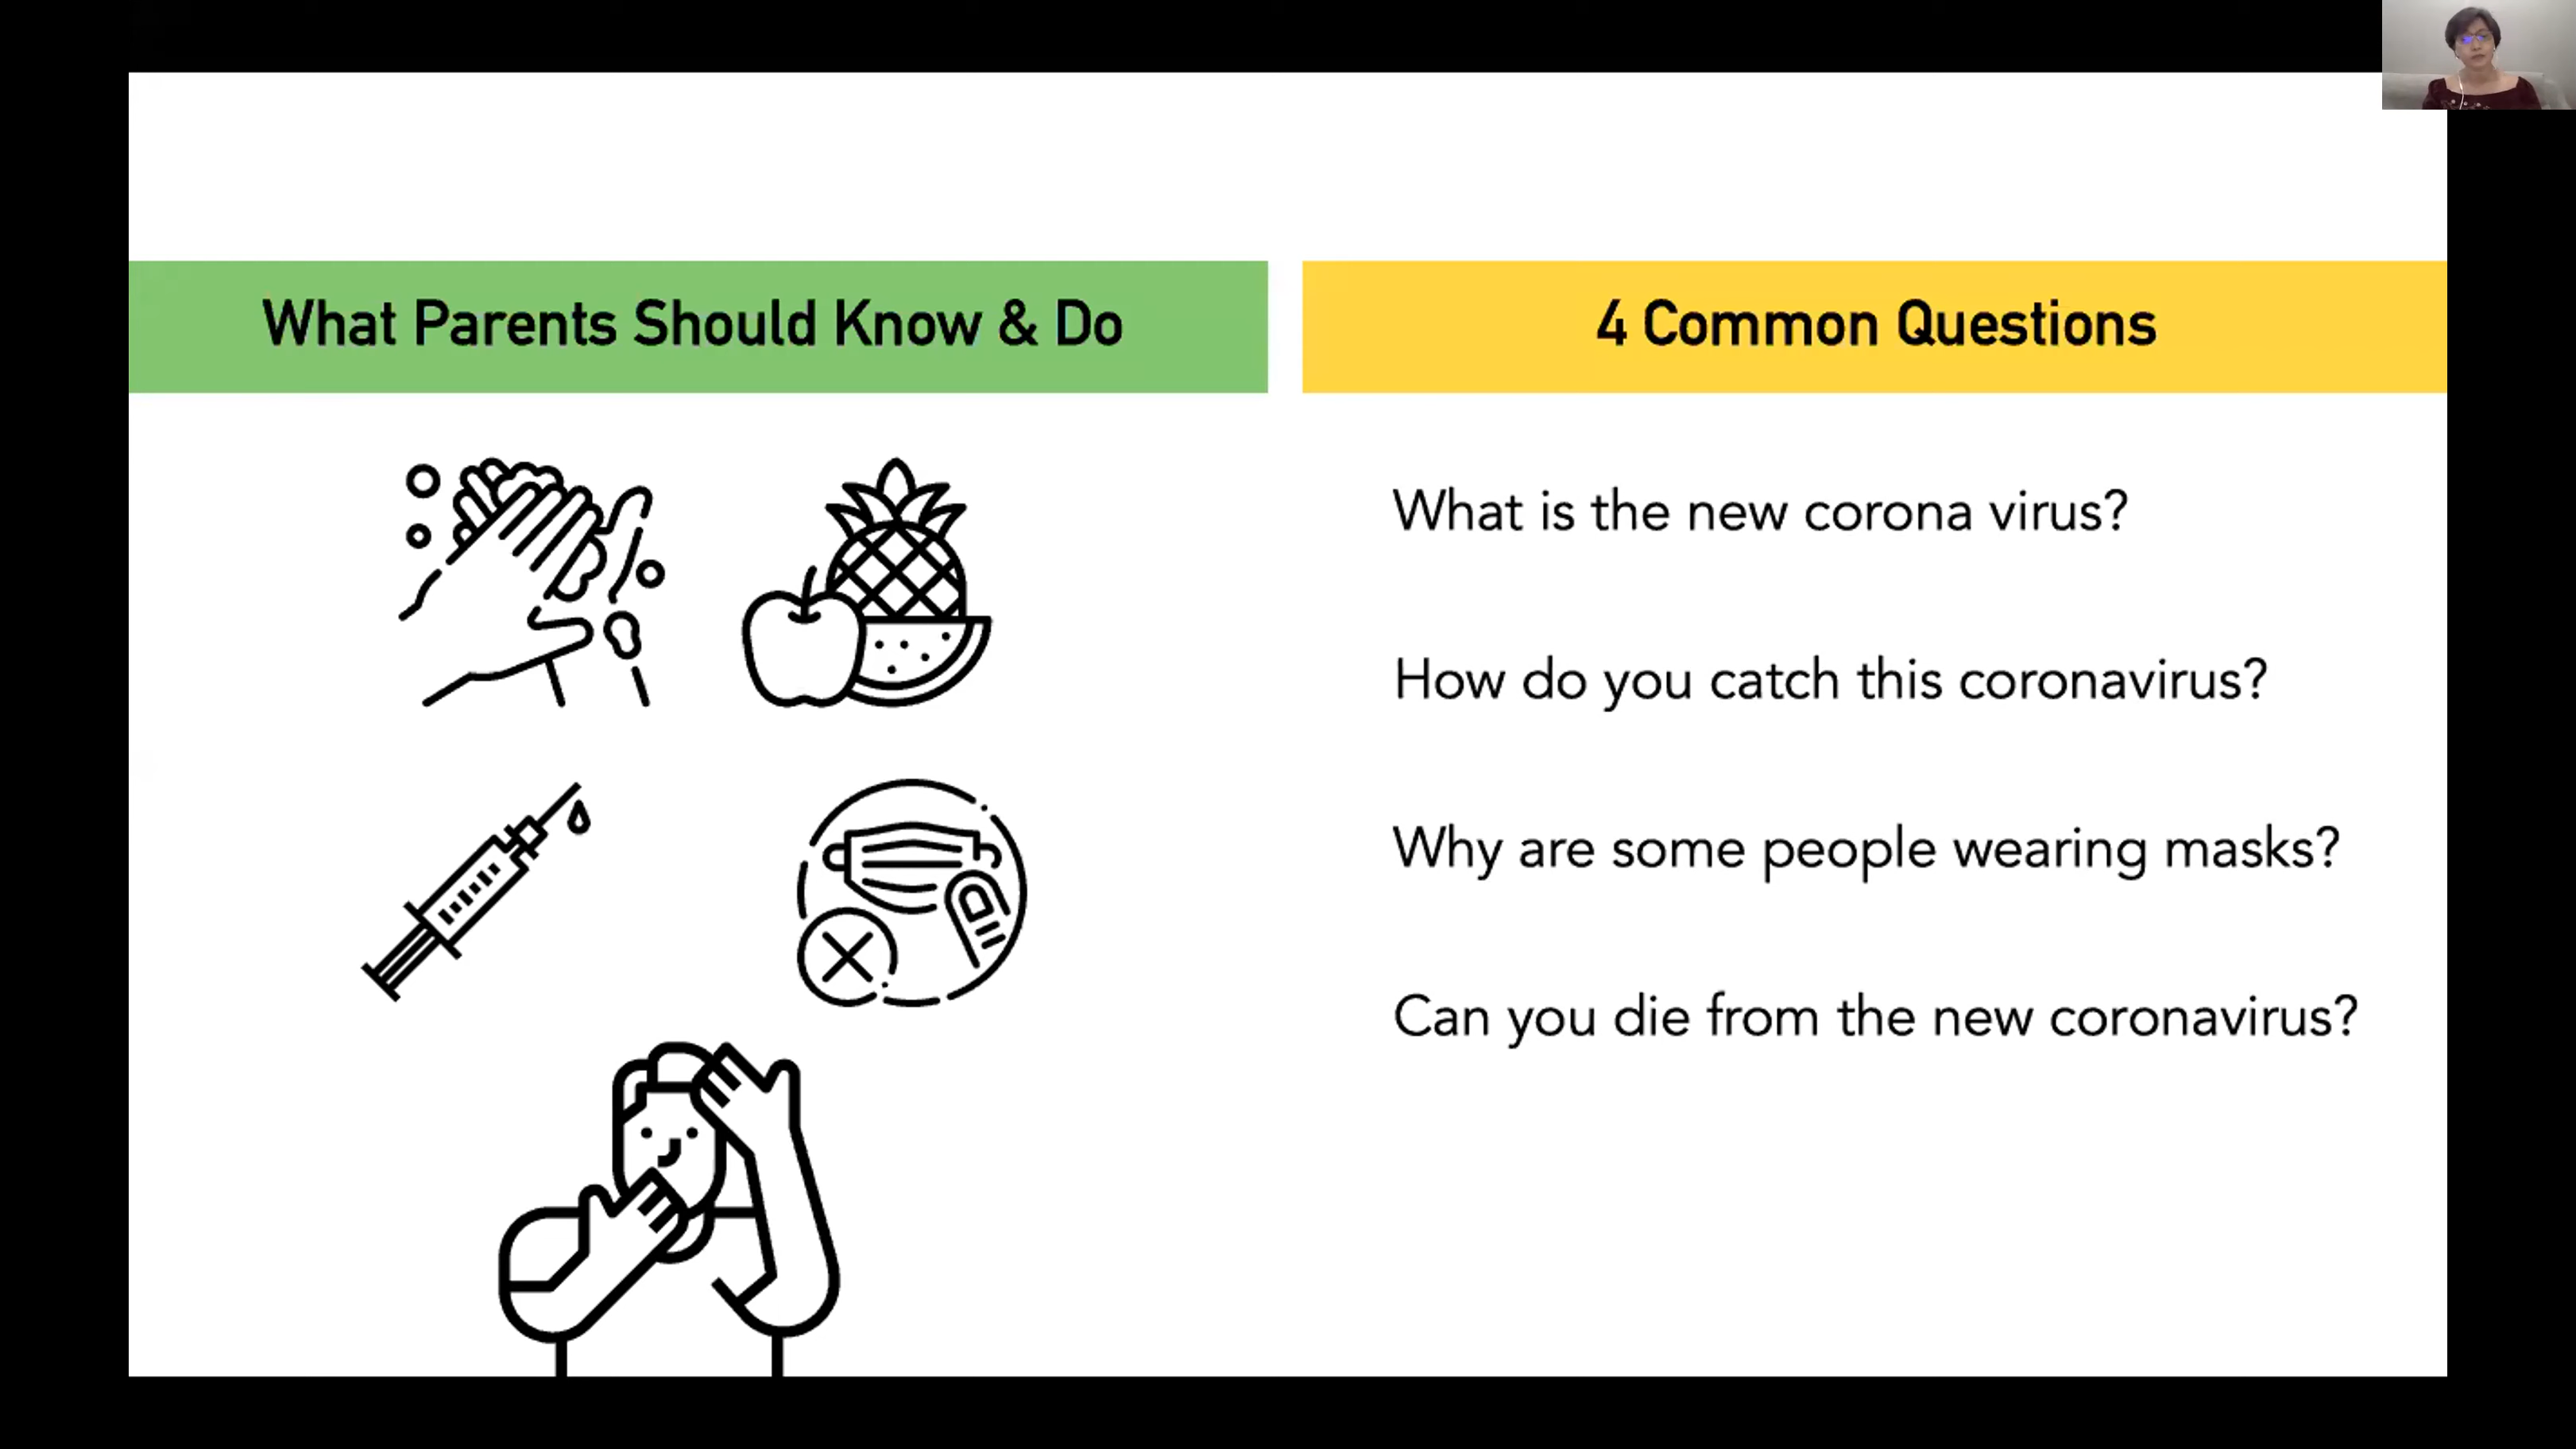 What Parents Should Know & Do
4 Common Questions
What is the new corona virus?
How do you catch this coronavirus?
Why are some people wearing masks?
Can you die from the new coronavirus?